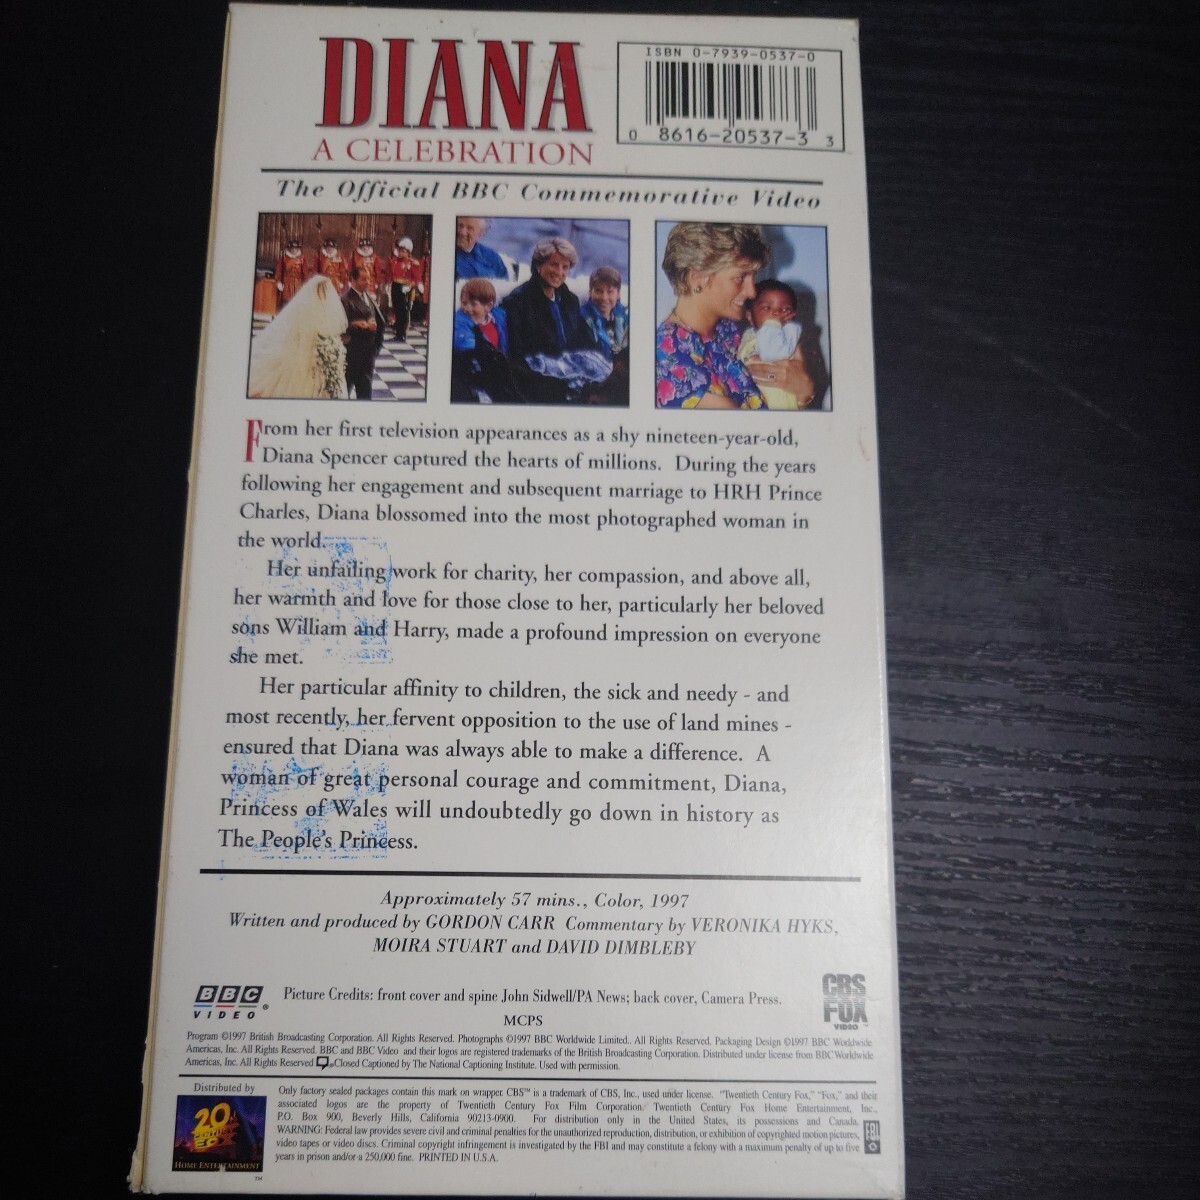 DIANA
A CELEBRATION
ISBN 0-7939-0537-0
0 8616-20537-3 3
The Official BBC Commemorative Video
From her first television appearances as a shy nineteen-year-old,
Diana Spencer captured the hearts of millions. During the years
following her engagement and subsequent marriage to HRH Prince
Charles, Diana blossomed into the most photographed woman in
the world.
Her unfailing work for charity, her compassion, and above all,
her warmth and love for those close to her, particularly her beloved
sons William and Harry, made a profound impression on everyone
she met.
Her particular affinity to children, the sick and needy - and
most recently, her fervent opposition to the use of land mines -
ensured that Diana was always able to make a difference. A
woman of great personal courage and commitment, Diana,
Princess of Wales will undoubtedly go down in history as
The People's Princess.
Approximately 57 mins., Color, 1997
Written and produced by GORDON CARR Commentary by VERONIKA HYKS,
MOIRA STUART and DAVID DIMBLEBY
BBC
VIDEO ®
Picture Credits: front cover and spine John Sidwell/PA News; back cover, Camera Press.
MCPS
CBS
FOX
VIDEO ™
Program ©1997 British Broadcasting Corporation. All Rights Reserved. Photographs ©1997 BBC Worldwide Limited.. All Rights Reserved. Packaging Design ©1997 BBC Worldwide
Americas, Inc. All Rights Reserved. BBC and BBC Video and their logos are registered trademarks of the British Broadcasting Corporation. Distributed under license from BBC Worldwide
Americas, Inc. All Rights Reserved ®Closed Captioned by The National Captioning Institute. Used with permission.
Distributed by
20th
CENTURY
FOX
HOME ENTERTAINMENT
™
Only factory sealed packages contain this mark on wrapper. CBS™ is a trademark of CBS, Inc., used under license. "Twentieth Century Fox," "Fox," and their
associated logos are the property of Twentieth Century Fox Film Corporation. Twentieth Century Fox Home Entertainment, Inc.,
P.O. Box 900, Beverly Hills, California 90213-0900. For distribution only in the United States, its possessions and Canada.
WARNING: Federal law provides severe civil and criminal penalties for the unauthorized reproduction, distribution, or exhibition of copyrighted motion pictures,
video tapes or video discs. Criminal copyright infringement is investigated by the FBI and may constitute a felony with a maximum penalty of up to five
years in prison and/or a 250,000 fine. PRINTED IN U.S.A.
FBI